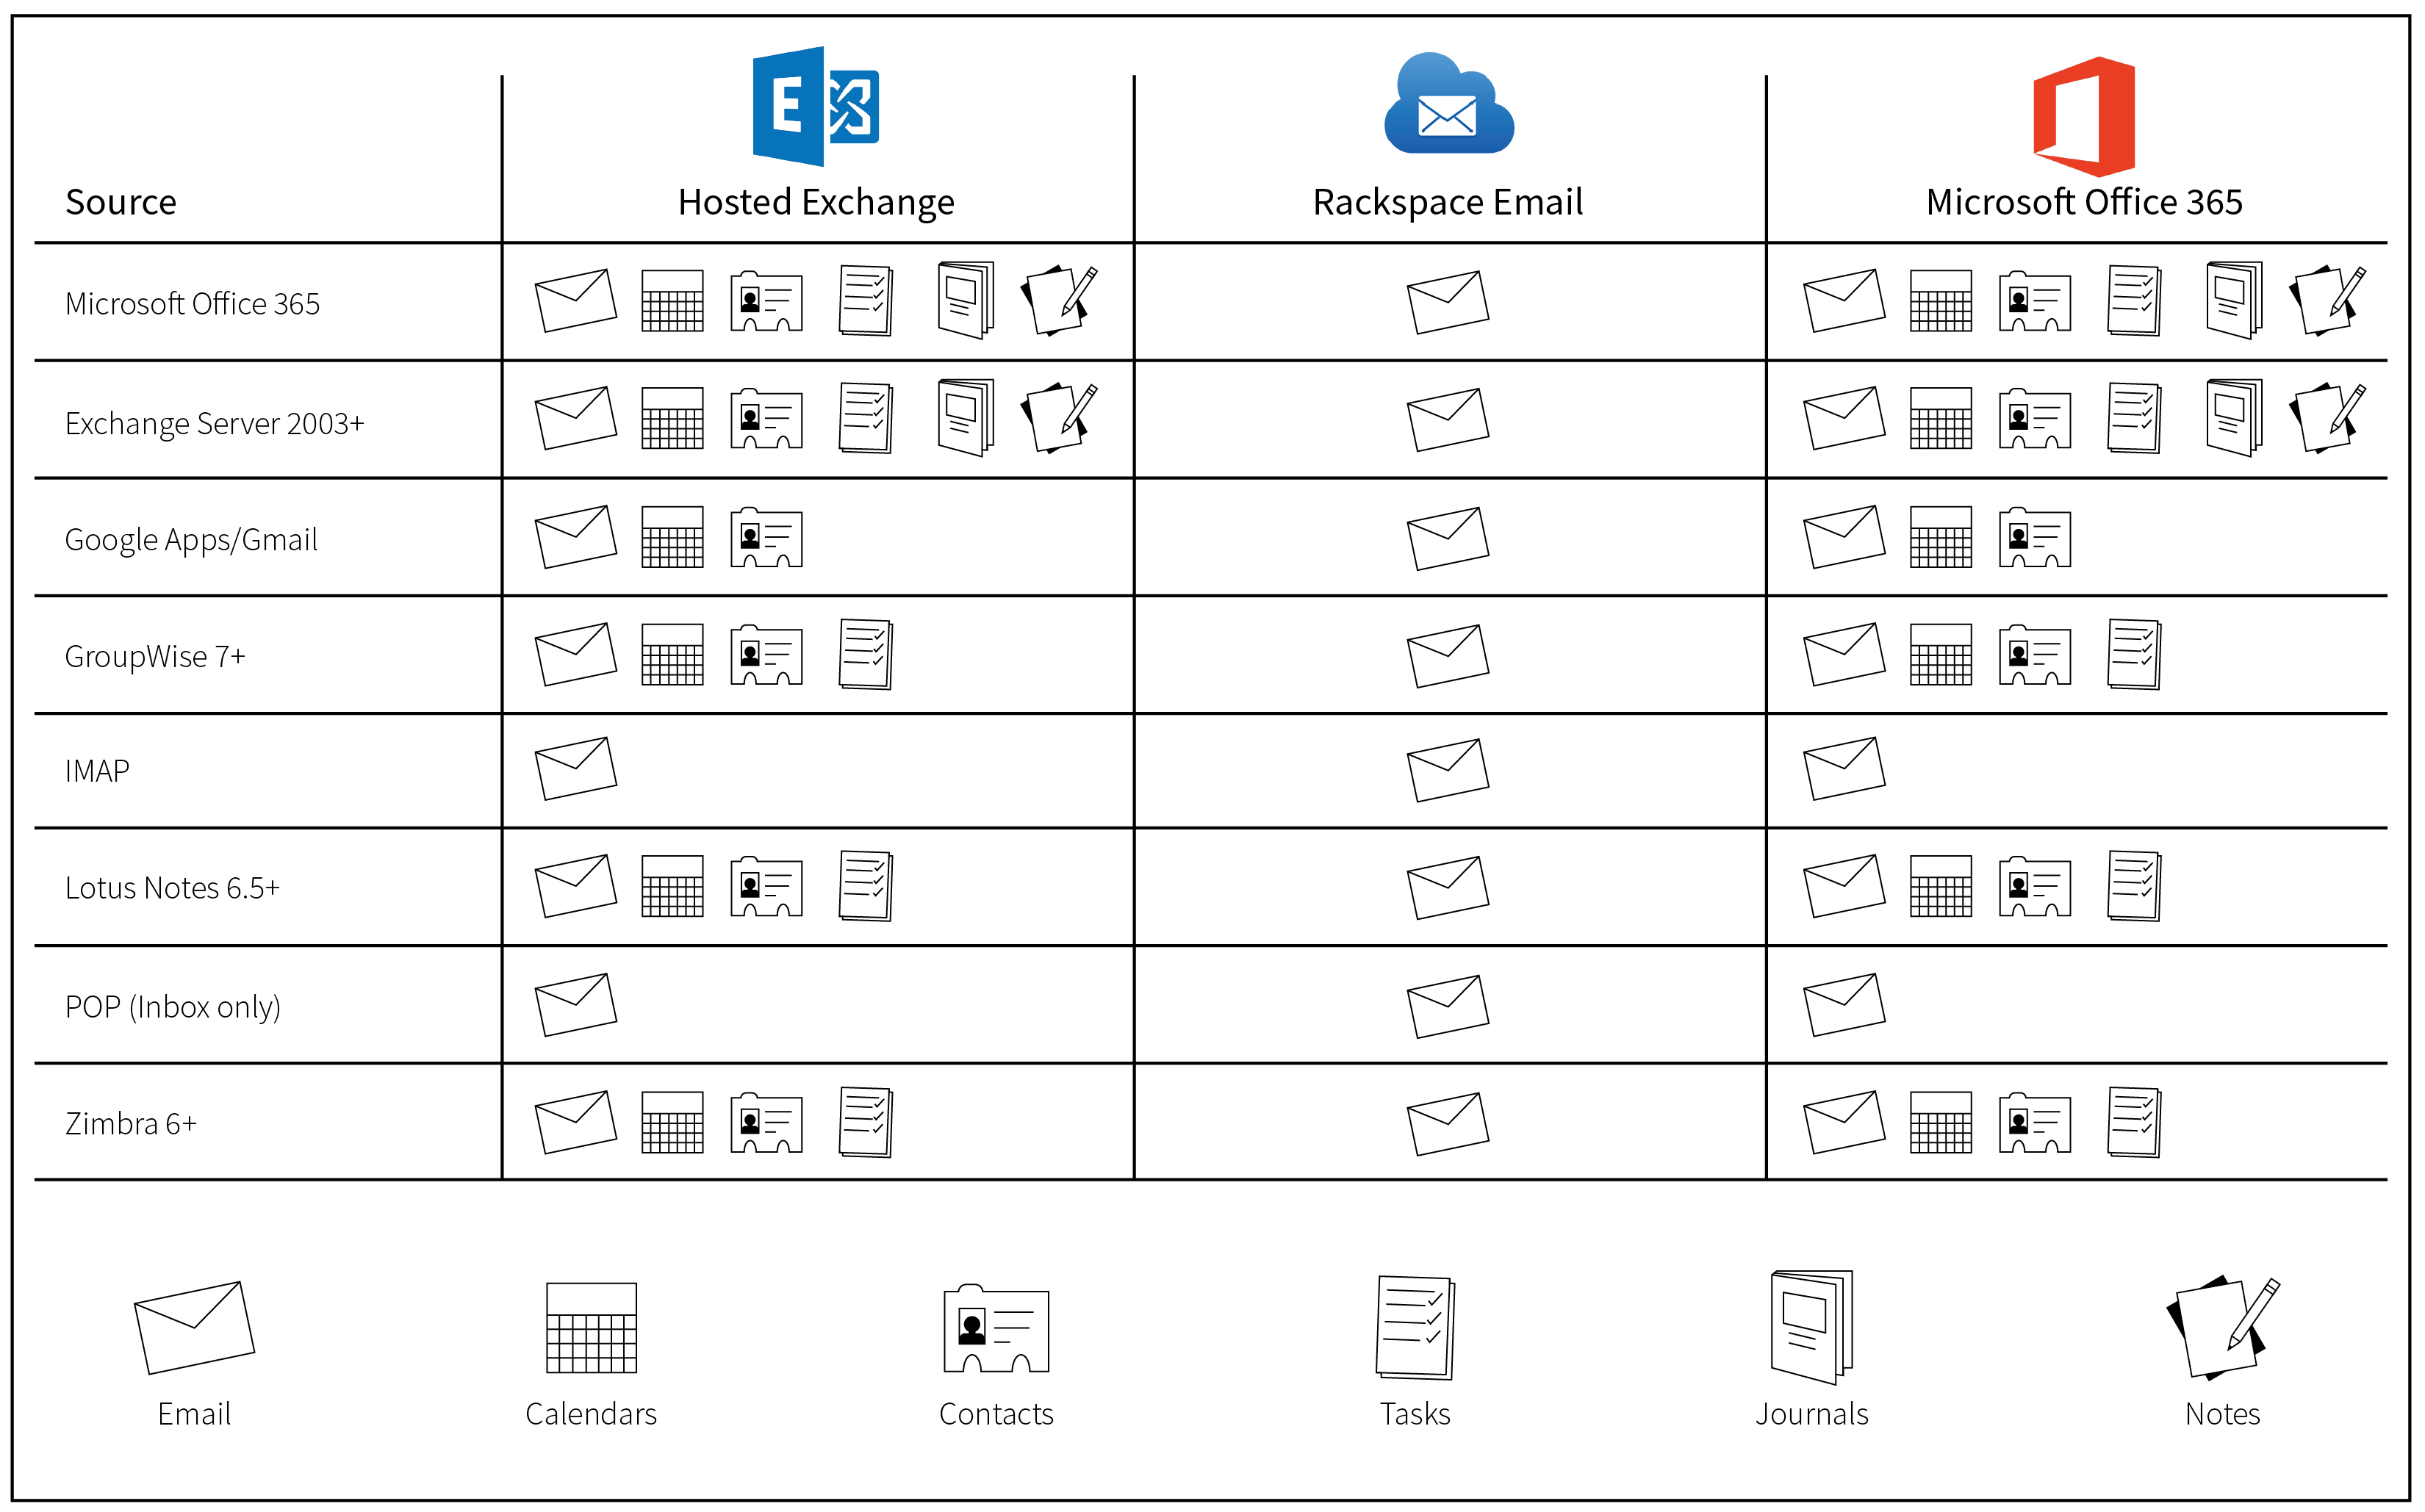 E
Source
Hosted Exchange
Rackspace Email
Microsoft Office 365
Microsoft Office 365
Exchange Server 2003+
Google Apps/Gmail
GroupWise 7+
IMAP
Lotus Notes 6.5+
POP (Inbox only)
Zimbra 6+
Email
Calendars
Contacts
Tasks
Journals
Notes